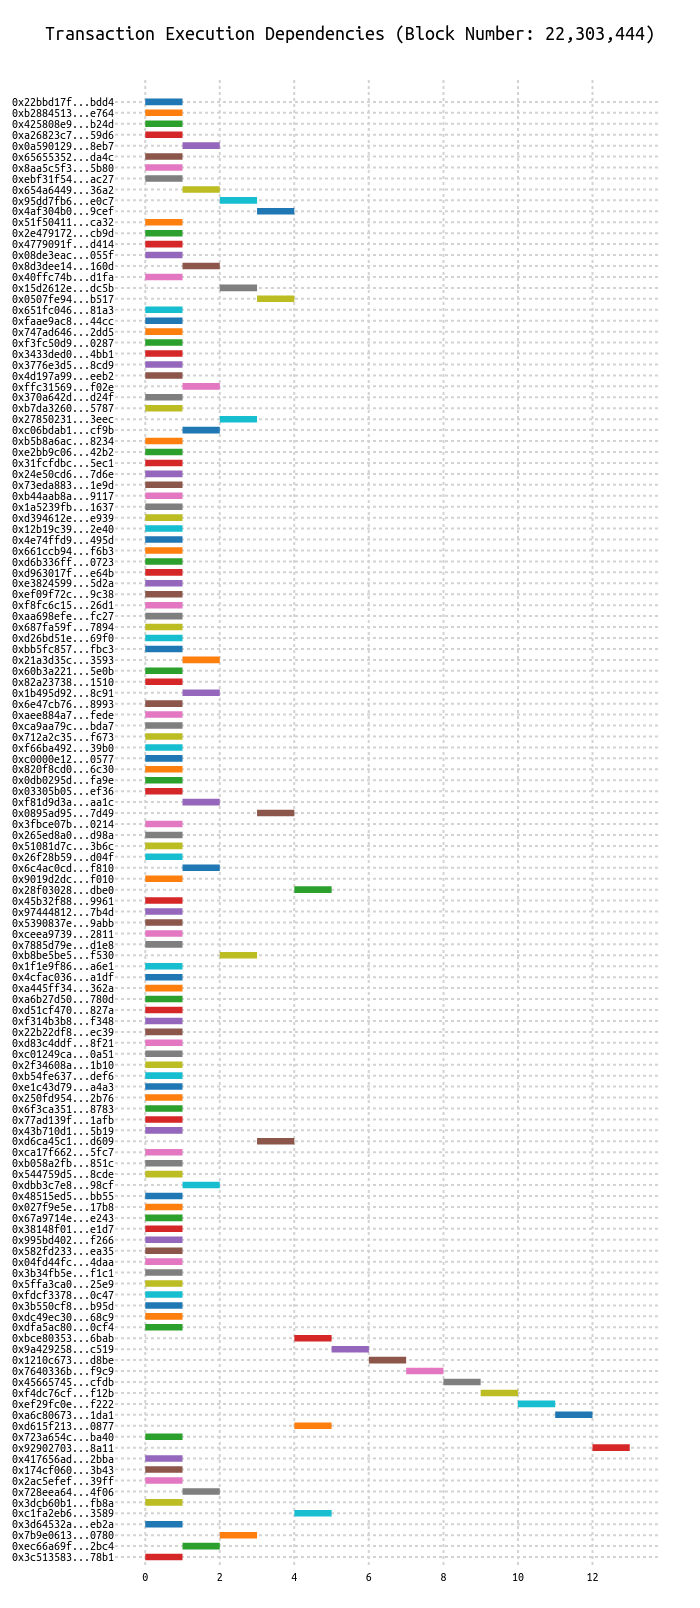 Transaction Execution Dependencies (Block Number: 22,303,444)
0x22bbd17f...bdd4
0xb2884513...e764
0x425808e9...b24d
0xa26823c7...59d6
0x0a590129...8eb7
0x65655352...da4c
0x8aa5c5f3...5b80
0xebf31f54...ac27
0x654a6449...36a2
0x95dd7fb6...e0c7
0x4af304b0...9cef
0x51f50411...ca32
0x2e479172...cb9d
0x4779091f...d414
0x08de3eac...055f
0x8d3dee14...160d
0x40ffc74b...d1fa
0x15d2612e...dc5b
0x0507fe94...b517
0x651fc046...81a3
0xfaae9ac8...44cc
0x747ad646...2dd5
0xf3fc50d9...0287
0x3433ded0...4bb1
0x3776e3d5...8cd9
0x4d197a99...eeb2
0xffc31569...f02e
0x370a642d...d24f
0xb7da3260...5787
0x27850231...3eec
0xc06bdab1...cf9b
0xb5b8a6ac...8234
0xe2bb9c06...42b2
0x31fcfdbc...5ec1
0x24e50cd6...7d6e
0x73eda883...1e9d
0xb44aab8a...9117
0x1a5239fb...1637
0xd394612e...e939
0x12b19c39...2e40
0x4e74ffd9...495d
0x661ccb94...f6b3
0xd6b336ff...0723
0xd963017f...e64b
0xe3824599...5d2a
0xef09f72c...9c38
0xf8fc6c15...26d1
0xaa698efe...fc27
0x687fa59f...7894
0xd26bd51e...69f0
0xbb5fc857...fbc3
0x21a3d35c...3593
0x60b3a221...5e0b
0x82a23738...1510
0x1b495d92...8c91
0x6e47cb76...8993
0xaee884a7...fede
0xca9aa79c...bda7
0x712a2c35...f673
0xf66ba492...39b0
0xc0000e12...0577
0x820f8cd0...6c30
0x0db0295d...fa9e
0x03305b05...ef36
0xf81d9d3a...aa1c
0x0895ad95...7d49
0x3fbce07b...0214
0x265ed8a0...d98a
0x51081d7c...3b6c
0x26f28b59...d04f
0x6c4ac0cd...f810
0x9019d2dc...f010
0x28f03028...dbe0
0x45b32f88...9961
0x97444812...7b4d
0x5390837e...9abb
0xceea9739...2811
0x7885d79e...d1e8
0xb8be5be5...f530
0x1f1e9f86...a6e1
0x4cfac036...a1df
0xa445ff34...362a
0xa6b27d50...780d
0xd51cf470...827a
0xf314b3b8...f348
0x22b22df8...ec39
0xd83c4ddf...8f21
0xc01249ca...0a51
0x2f34608a...1b10
0xb54fe637...def6
0xe1c43d79...a4a3
0x250fd954...2b76
0x6f3ca351...8783
0x77ad139f...1afb
0x43b710d1...5b19
0xd6ca45c1...d609
0xca17f662...5fc7
0xb058a2fb...851c
0x544759d5...8cde
0xdbb3c7e8...98cf
0x48515ed5...bb55
0x027f9e5e...17b8
0x67a9714e...e243
0x38148f01...e1d7
0x995bd402...f266
0x582fd233...ea35
0x04fd44fc...4daa
0x3b34fb5e...f1c1
0x5ffa3ca0...25e9
0xfdcf3378...0c47
0x3b550cf8...b95d
0xdc49ec30...68c9
0xdfa5ac80...0cf4
0xbce80353...6bab
0x9a429258...c519
0x1210c673...d8be
0x7640336b...f9c9
0x45665745...cfdb
0xf4dc76cf...f12b
0xef29fc0e...f222
0xa6c80673...1da1
0xd615f213...0877
0x723a654c...ba40
0x92902703...8a11
0x417656ad...2bba
0x174cf060...3b43
0x2ac5efef...39ff
0x728eea64...4f06
0x3dcb60b1...fb8a
0xc1fa2eb6...3589
0x3d64532a...eb2a
0x7b9e0613...0780
0xec66a69f...2bc4
0x3c513583...78b1
0 2 4 6 8 10 12